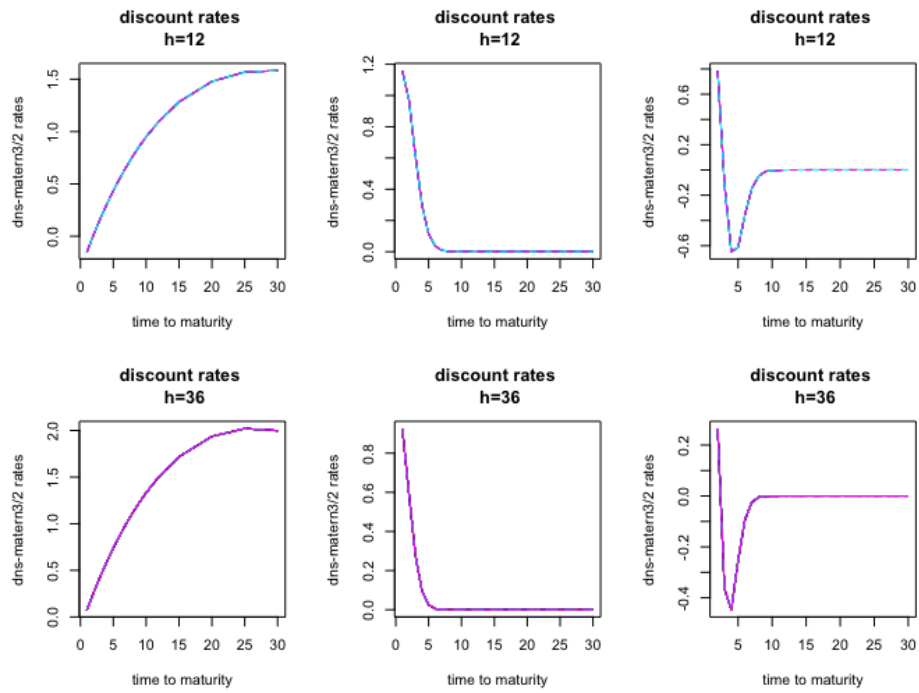 discount rates
h=12
dns-matern3/2 rates
0.0 0.5 1.0 1.5
0 5 10 15 20 25 30
time to maturity
discount rates
h=12
dns-matern3/2 rates
0.0 0.4 0.8 1.2
0 5 10 15 20 25 30
time to maturity
discount rates
h=12
dns-matern3/2 rates
-0.6 -0.2 0.2 0.6
5 10 15 20 25 30
time to maturity
discount rates
h=36
dns-matern3/2 rates
0.0 0.5 1.0 1.5 2.0
0 5 10 15 20 25 30
time to maturity
discount rates
h=36
dns-matern3/2 rates
0.0 0.2 0.4 0.6 0.8
0 5 10 15 20 25 30
time to maturity
discount rates
h=36
dns-matern3/2 rates
-0.4 -0.2 0.0 0.2
5 10 15 20 25 30
time to maturity